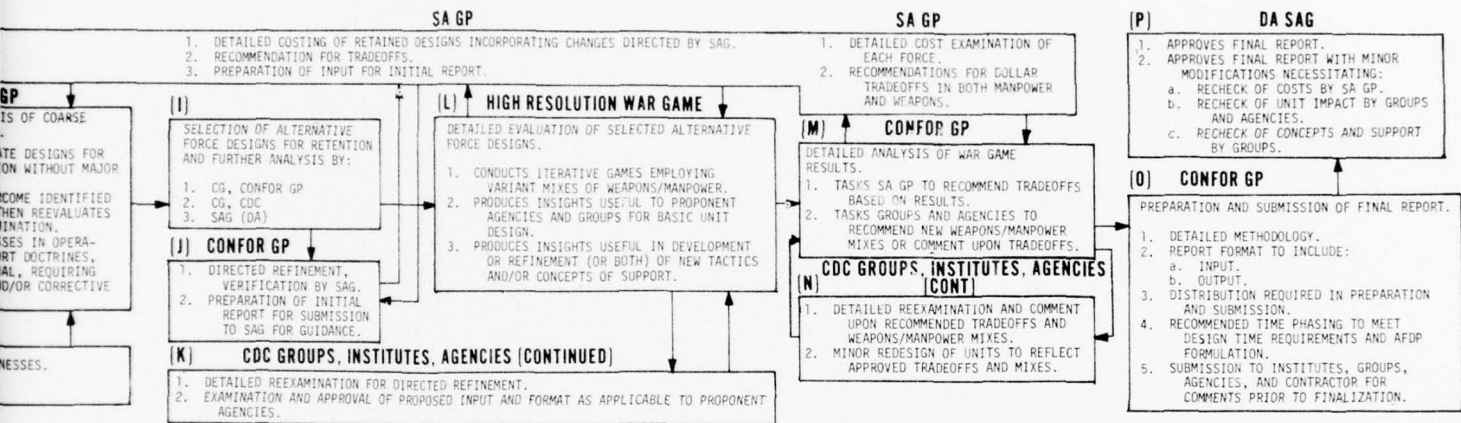 SA GP
1. DETAILED COSTING OF RETAINED DESIGNS INCORPORATING CHANGES DIRECTED BY SAG.
2. RECOMMENDATION FOR TRADEOFFS.
3. PREPARATION OF INPUT FOR INITIAL REPORT.
SA GP
1. DETAILED COST EXAMINATION OF
EACH FORCE.
2. RECOMMENDATIONS FOR DOLLAR
TRADEOFFS IN BOTH MANPOWER
AND WEAPONS.
(P) DA SAG
1. APPROVES FINAL REPORT.
2. APPROVES FINAL REPORT WITH MINOR
MODIFICATIONS NECESSITATING:
a. RECHECK OF COSTS BY SA GP.
b. RECHECK OF UNIT IMPACT BY GROUPS
AND AGENCIES.
c. RECHECK OF CONCEPTS AND SUPPORT
BY GROUPS.
GP
IS OF COARSE
.
ATE DESIGNS FOR
ON WITHOUT MAJOR
RCOME IDENTIFIED
THEN REEVALUATES
MINATION.
SSES IN OPERA-
RT DOCTRINES,
AL, REQUIRING
D/OR CORRECTIVE
NESSES.
(I)
SELECTION OF ALTERNATIVE
FORCE DESIGNS FOR RETENTION
AND FURTHER ANALYSIS BY:
1. CG, CONFOR GP
2. CG, CDC
3. SAG (DA)
(J) CONFOR GP
1. DIRECTED REFINEMENT,
VERIFICATION BY SAG.
2. PREPARATION OF INITIAL
REPORT FOR SUBMISSION
TO SAG FOR GUIDANCE.
(K) CDC GROUPS, INSTITUTES, AGENCIES (CONTINUED)
1. DETAILED REEXAMINATION FOR DIRECTED REFINEMENT.
2. EXAMINATION AND APPROVAL OF PROPOSED INPUT AND FORMAT AS APPLICABLE TO PROPONENT
AGENCIES.
(L) HIGH RESOLUTION WAR GAME
DETAILED EVALUATION OF SELECTED ALTERNATIVE
FORCE DESIGNS.
1. CONDUCTS ITERATIVE GAMES EMPLOYING
VARIANT MIXES OF WEAPONS/MANPOWER.
2. PRODUCES INSIGHTS USEFUL TO PROPONENT
AGENCIES AND GROUPS FOR BASIC UNIT
DESIGN.
3. PRODUCES INSIGHTS USEFUL IN DEVELOPMENT
OR REFINEMENT (OR BOTH) OF NEW TACTICS
AND/OR CONCEPTS OF SUPPORT.
(M) CONFOR GP
DETAILED ANALYSIS OF WAR GAME
RESULTS.
1. TASKS SA GP TO RECOMMEND TRADEOFFS
BASED ON RESULTS.
2. TASKS GROUPS AND AGENCIES TO
RECOMMEND NEW WEAPONS/MANPOWER
MIXES OR COMMENT UPON TRADEOFFS.
CDC GROUPS, INSTITUTES, AGENCIES
(N) (CONT)
1. DETAILED REEXAMINATION AND COMMENT
UPON RECOMMENDED TRADEOFFS AND
WEAPONS/MANPOWER MIXES.
2. MINOR REDESIGN OF UNITS TO REFLECT
APPROVED TRADEOFFS AND MIXES.
(O) CONFOR GP
PREPARATION AND SUBMISSION OF FINAL REPORT.
1. DETAILED METHODOLOGY.
2. REPORT FORMAT TO INCLUDE:
a. INPUT.
b. OUTPUT.
3. DISTRIBUTION REQUIRED IN PREPARATION
AND SUBMISSION.
4. RECOMMENDED TIME PHASING TO MEET
DESIGN TIME REQUIREMENTS AND AFDP
FORMULATION.
5. SUBMISSION TO INSTITUTES, GROUPS,
AGENCIES, AND CONTRACTOR FOR
COMMENTS PRIOR TO FINALIZATION.